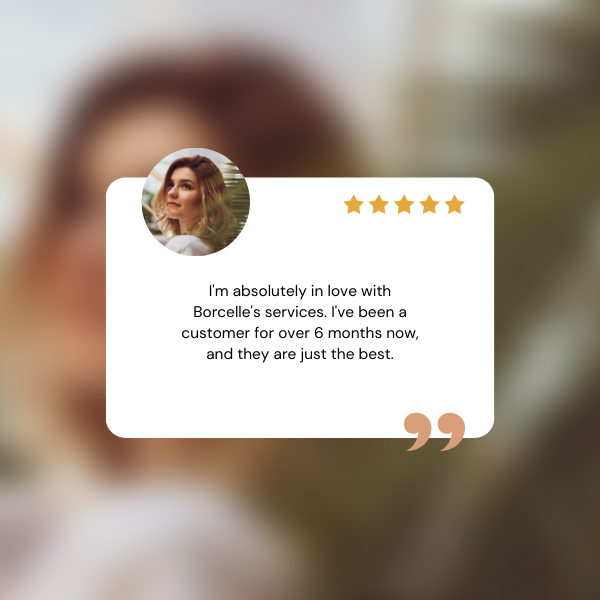 I'm absolutely in love with
Borcelle's services. I've been a
customer for over 6 months now,
and they are just the best.